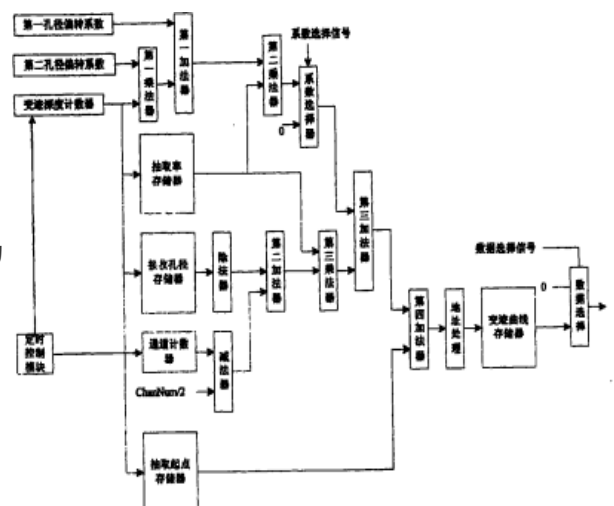 第一孔径偏转系数
第二孔径偏转系数
变迹深度计数器
第一乘法器
第一加法器
第二乘法器
系数选择信号
系数选择器
0
抽取率
存储器
接收孔径
存储器
除法器
第二加法器
第三乘法器
第三加法器
定时
控制
模块
通道计数
器
减法器
ChanNum/2
抽取起点
存储器
第四加法器
地址处理
变迹曲线
存储器
数据选择信号
0
数据选择